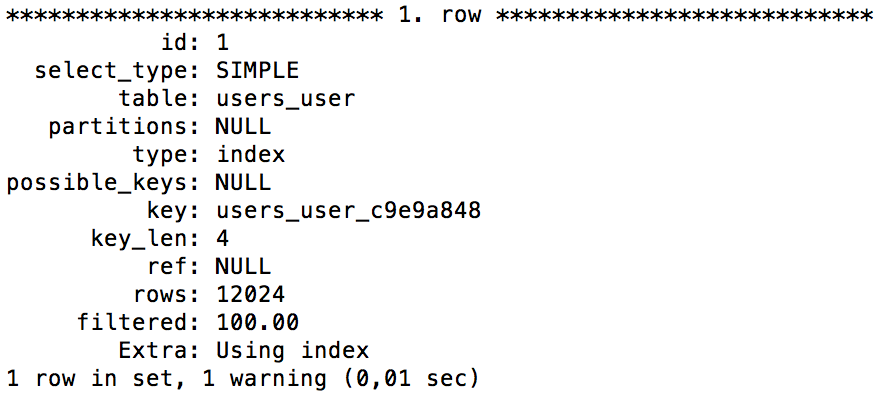 *************************** 1. row ***************************
id: 1
select_type: SIMPLE
table: users_user
partitions: NULL
type: index
possible_keys: NULL
key: users_user_c9e9a848
key_len: 4
ref: NULL
rows: 12024
filtered: 100.00
Extra: Using index
1 row in set, 1 warning (0,01 sec)